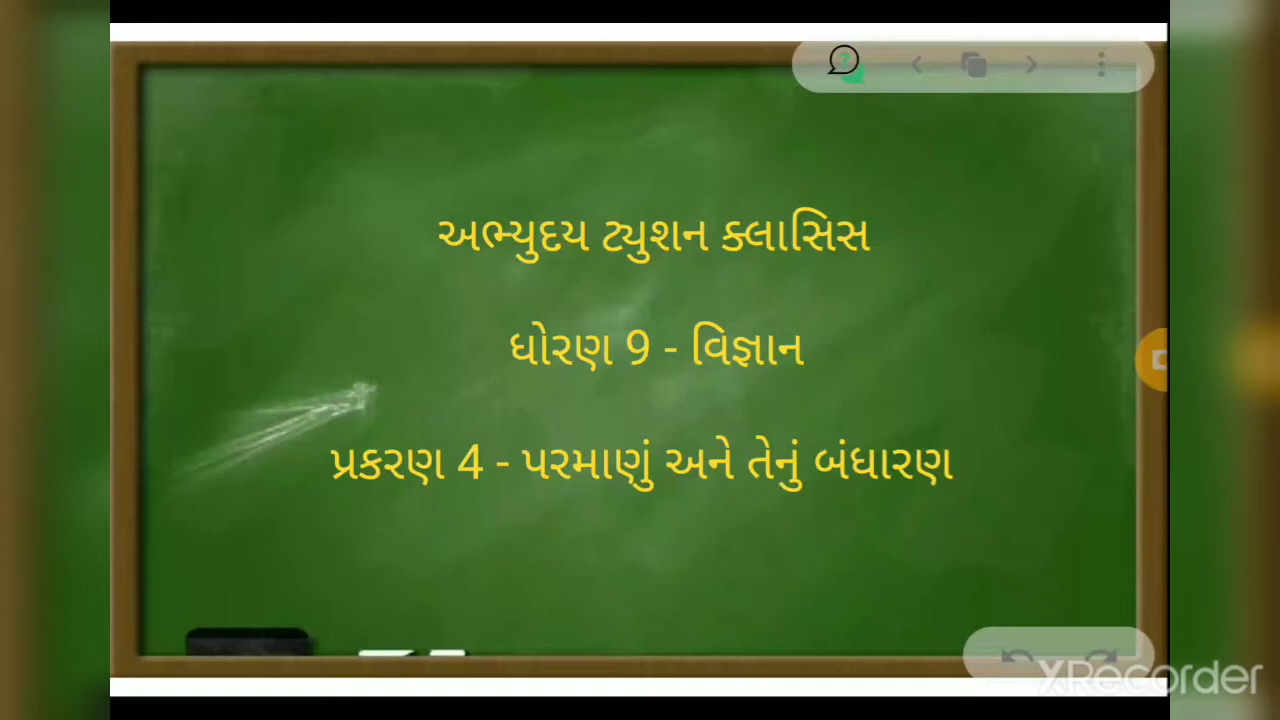 અભ્યુદય ટ્યુશન ક્લાસિસ
ધોરણ 9 - વિજ્ઞાન
પ્રકરણ 4 - પરમાણું અને તેનું બંધારણ
XRecorder